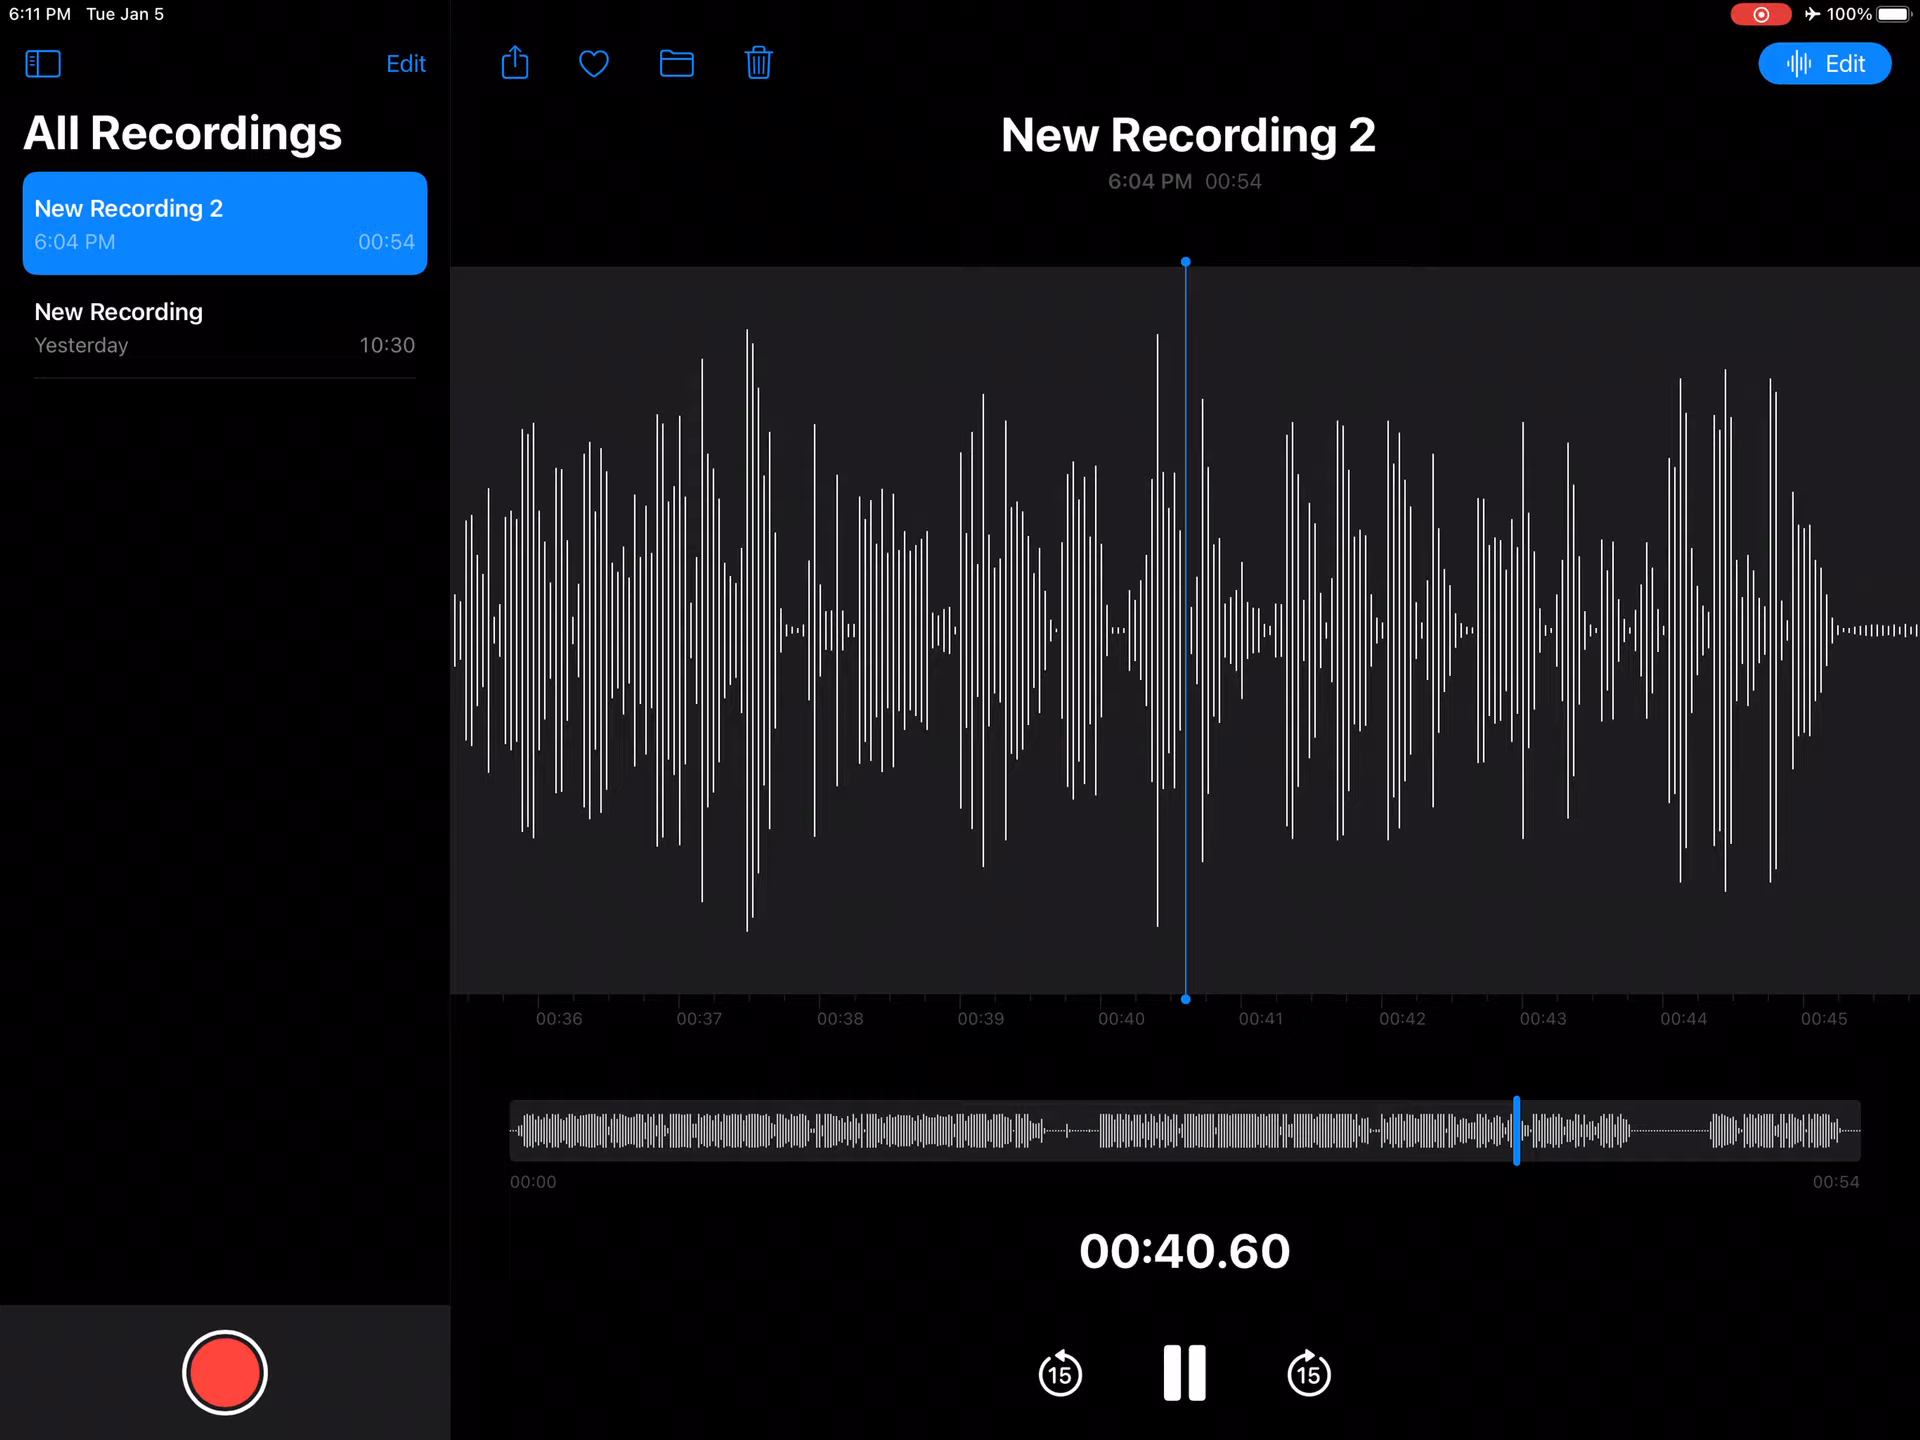 6:11 PM Tue Jan 5
100%
Edit
Edit
All Recordings
New Recording 2
6:04 PM 00:54
New Recording
Yesterday 10:30
New Recording 2
6:04 PM 00:54
00:36 00:37 00:38 00:39 00:40 00:41 00:42 00:43 00:44 00:45
00:00 00:54
00:40.60
15 15